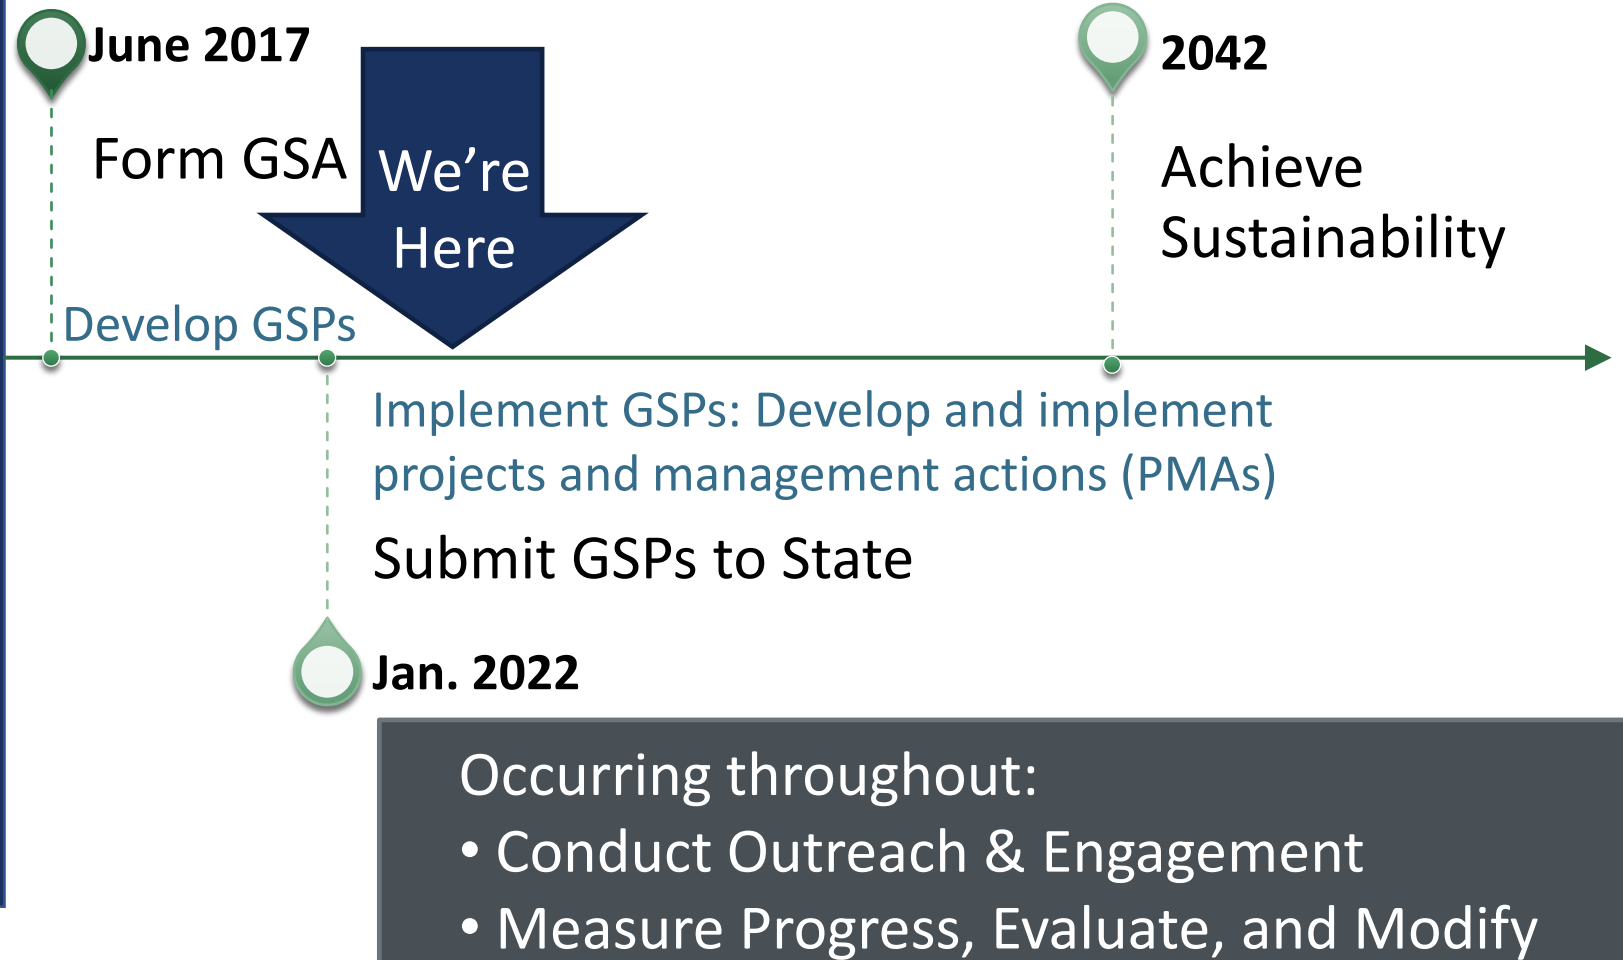 June 2017
Form GSA
We’re
Here
2042
Achieve
Sustainability
Develop GSPs
Implement GSPs: Develop and implement
projects and management actions (PMAs)
Submit GSPs to State
Jan. 2022
Occurring throughout:
• Conduct Outreach & Engagement
• Measure Progress, Evaluate, and Modify